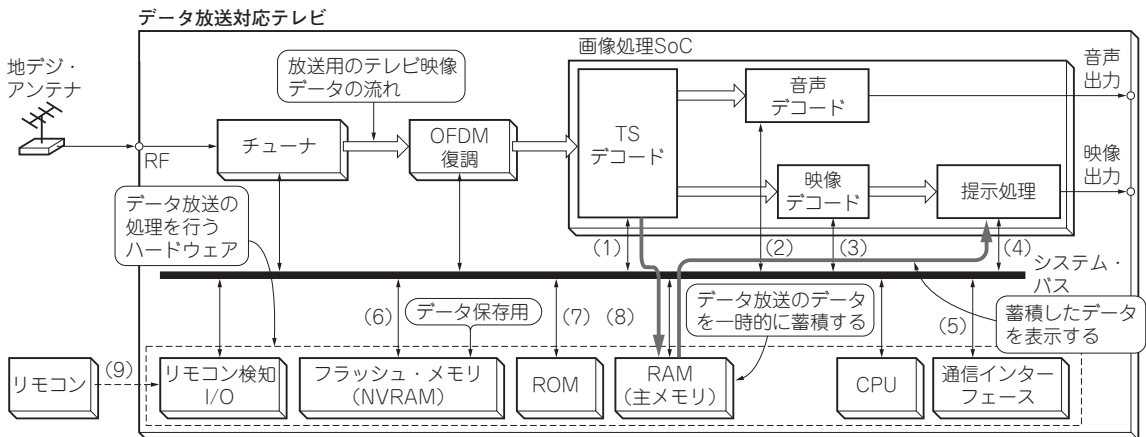 データ放送対応テレビ
画像処理SoC
地デジ・
アンテナ
放送用のテレビ映像
データの流れ
音声
出力
音声
デコード
チューナ
OFDM
復調
TS
デコード
RF
映像
出力
映像
デコード
提示処理
データ放送の
処理を行う
ハードウェア
(1)
(2)
(3)
(4)
システム・
バス
(6)
データ保存用
(7)
(8)
データ放送のデータ
を一時的に蓄積する
(5)
蓄積したデータ
を表示する
リモコン
(9)
リモコン検知
I/O
フラッシュ・メモリ
(NVRAM)
ROM
RAM
(主メモリ)
CPU
通信インター
フェース